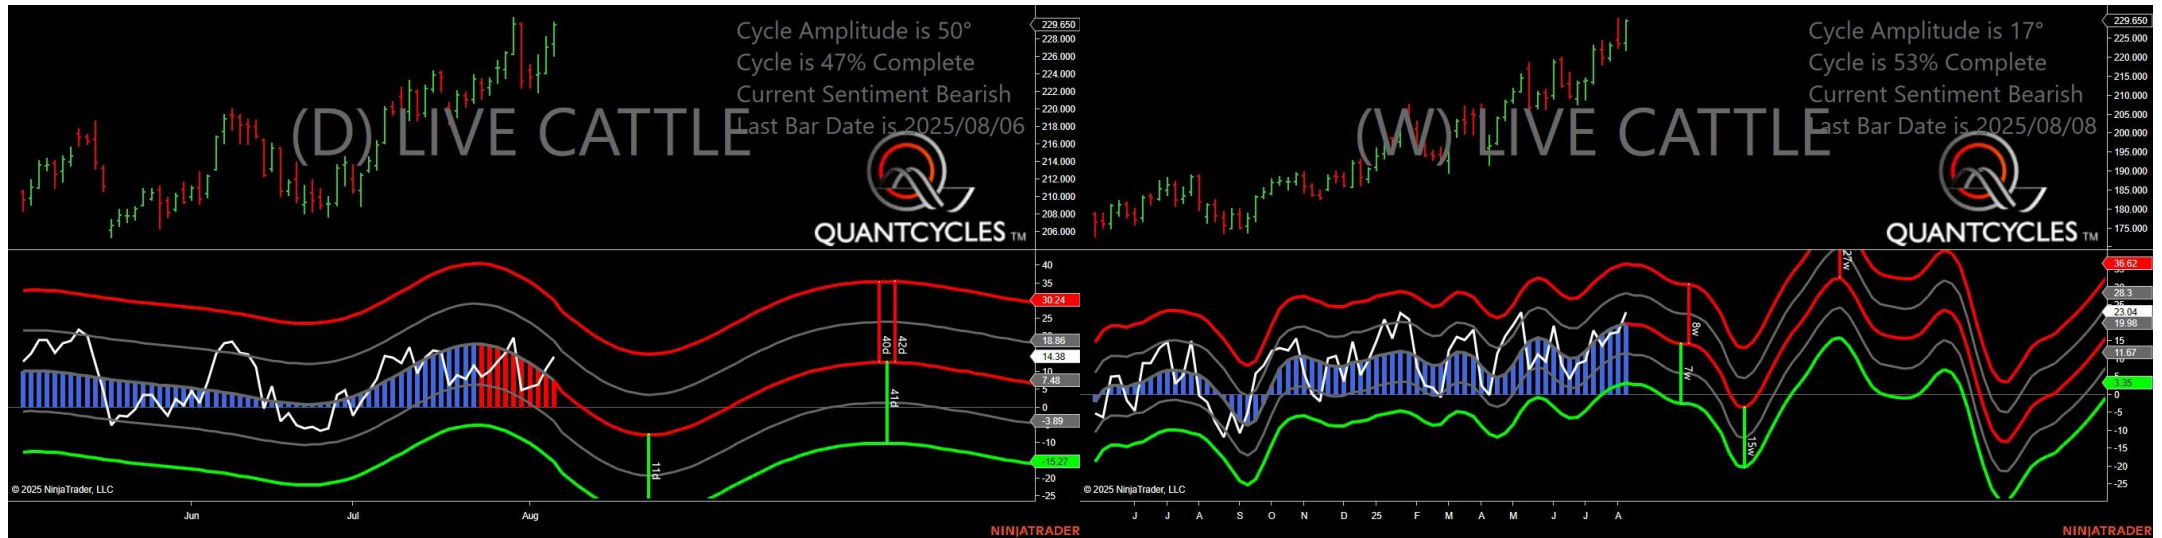 Cycle Amplitude is 50°
Cycle is 47% Complete
Current Sentiment Bearish
Last Bar Date is 2025/08/06
(D) LIVE CATTLE
QUANTCYCLES TM
229.650
228.000
226.000
224.000
222.000
220.000
218.000
216.000
214.000
212.000
210.000
208.000
206.000
40
35
30.24
25
18.86
14.38
10
7.48
5
0
-3.89
-10
-15.27
-20
-25
40d
42d
41d
11d
© 2025 NinjaTrader, LLC
Jun
Jul
Aug
NINJATRADER
Cycle Amplitude is 17°
Cycle is 53% Complete
Current Sentiment Bearish
Last Bar Date is 2025/08/08
(W) LIVE CATTLE
QUANTCYCLES TM
229.650
225.000
220.000
215.000
210.000
205.000
200.000
195.000
190.000
185.000
180.000
175.000
36.62
28.3
23.04
19.98
15
11.67
3.35
0
-5
-10
-15
-20
-25
27w
8w
7w
15w
© 2025 NinjaTrader, LLC
J
J
A
S
O
N
D
25
F
M
A
M
J
J
A
NINJATRADER